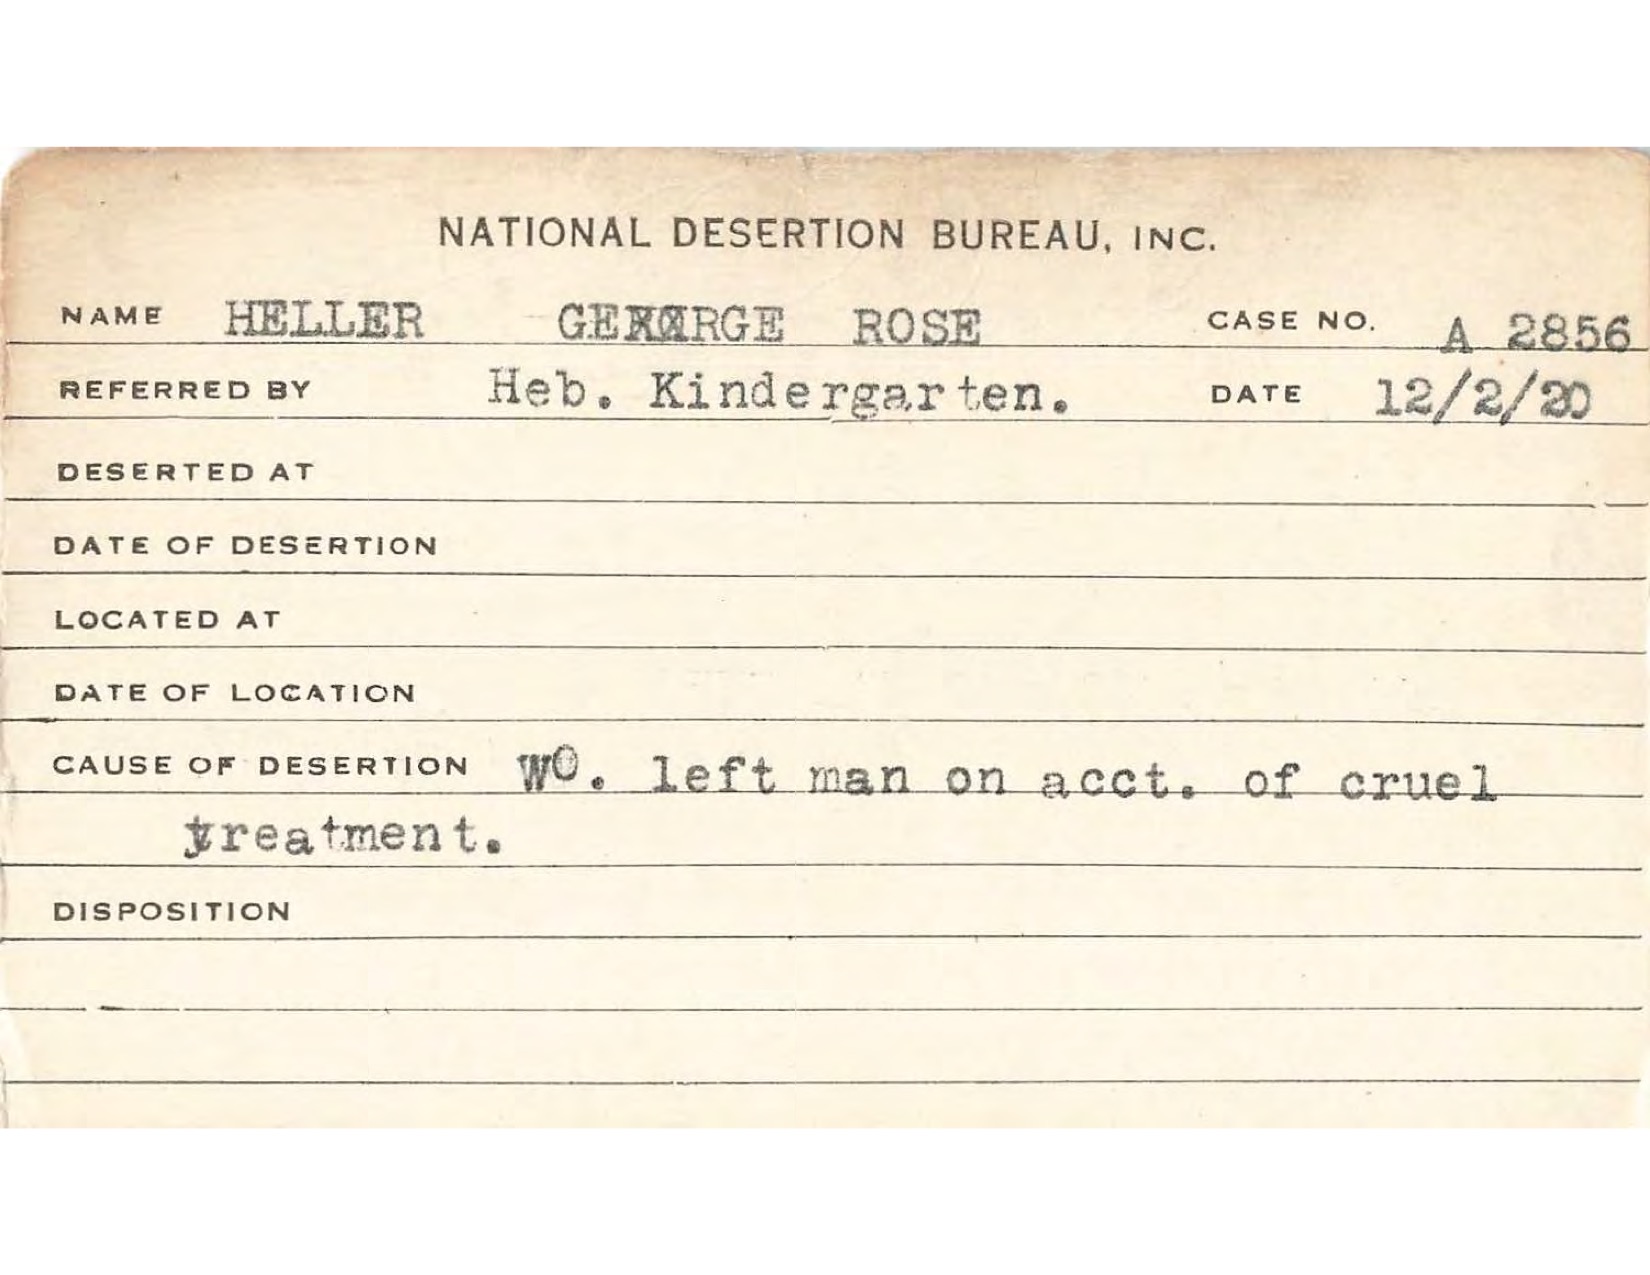 NATIONAL DESERTION BUREAU, INC.
NAME HELLER GEORGE ROSE CASE NO. A 2856
REFERRED BY Heb. Kindergarten. DATE 12/2/20
DESERTED AT
DATE OF DESERTION
LOCATED AT
DATE OF LOCATION
CAUSE OF DESERTION WO. left man on acct. of cruel
treatment.
DISPOSITION